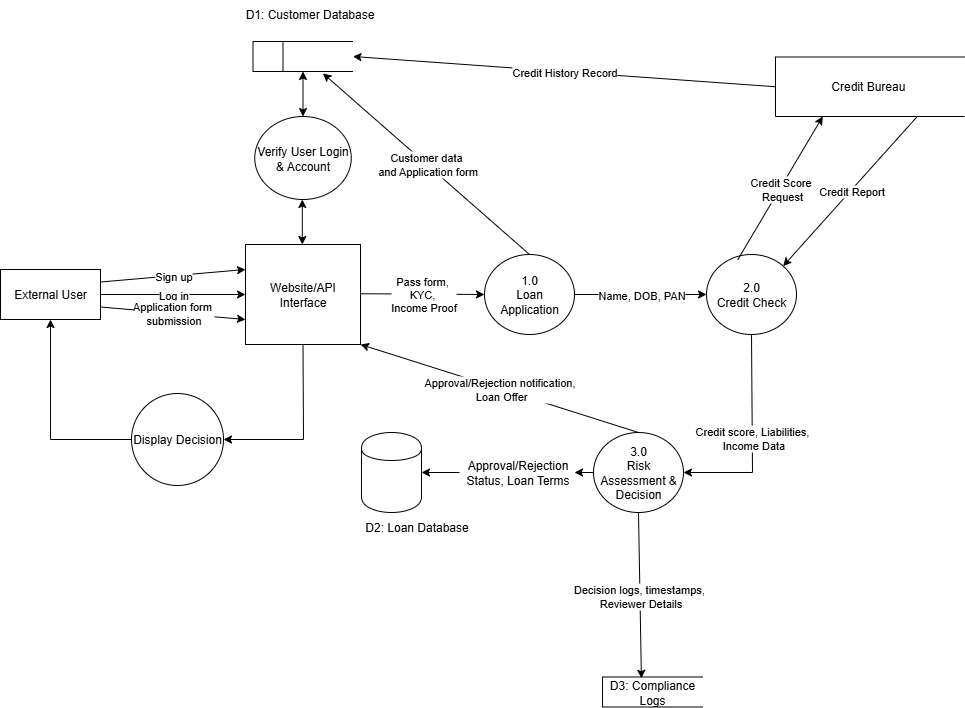 D1: Customer Database
Credit History Record
Credit Bureau
Verify User Login
& Account
Customer data
and Application form
Credit Score
Request
Credit Report
External User
Sign up
Log in
Application form
submission
Website/API
Interface
Pass form,
KYC,
Income Proof
1.0
Loan
Application
Name, DOB, PAN
2.0
Credit Check
Approval/Rejection notification,
Loan Offer
Display Decision
Credit score, Liabilities,
Income Data
Approval/Rejection
Status, Loan Terms
3.0
Risk
Assessment &
Decision
D2: Loan Database
Decision logs, timestamps,
Reviewer Details
D3: Compliance
Logs